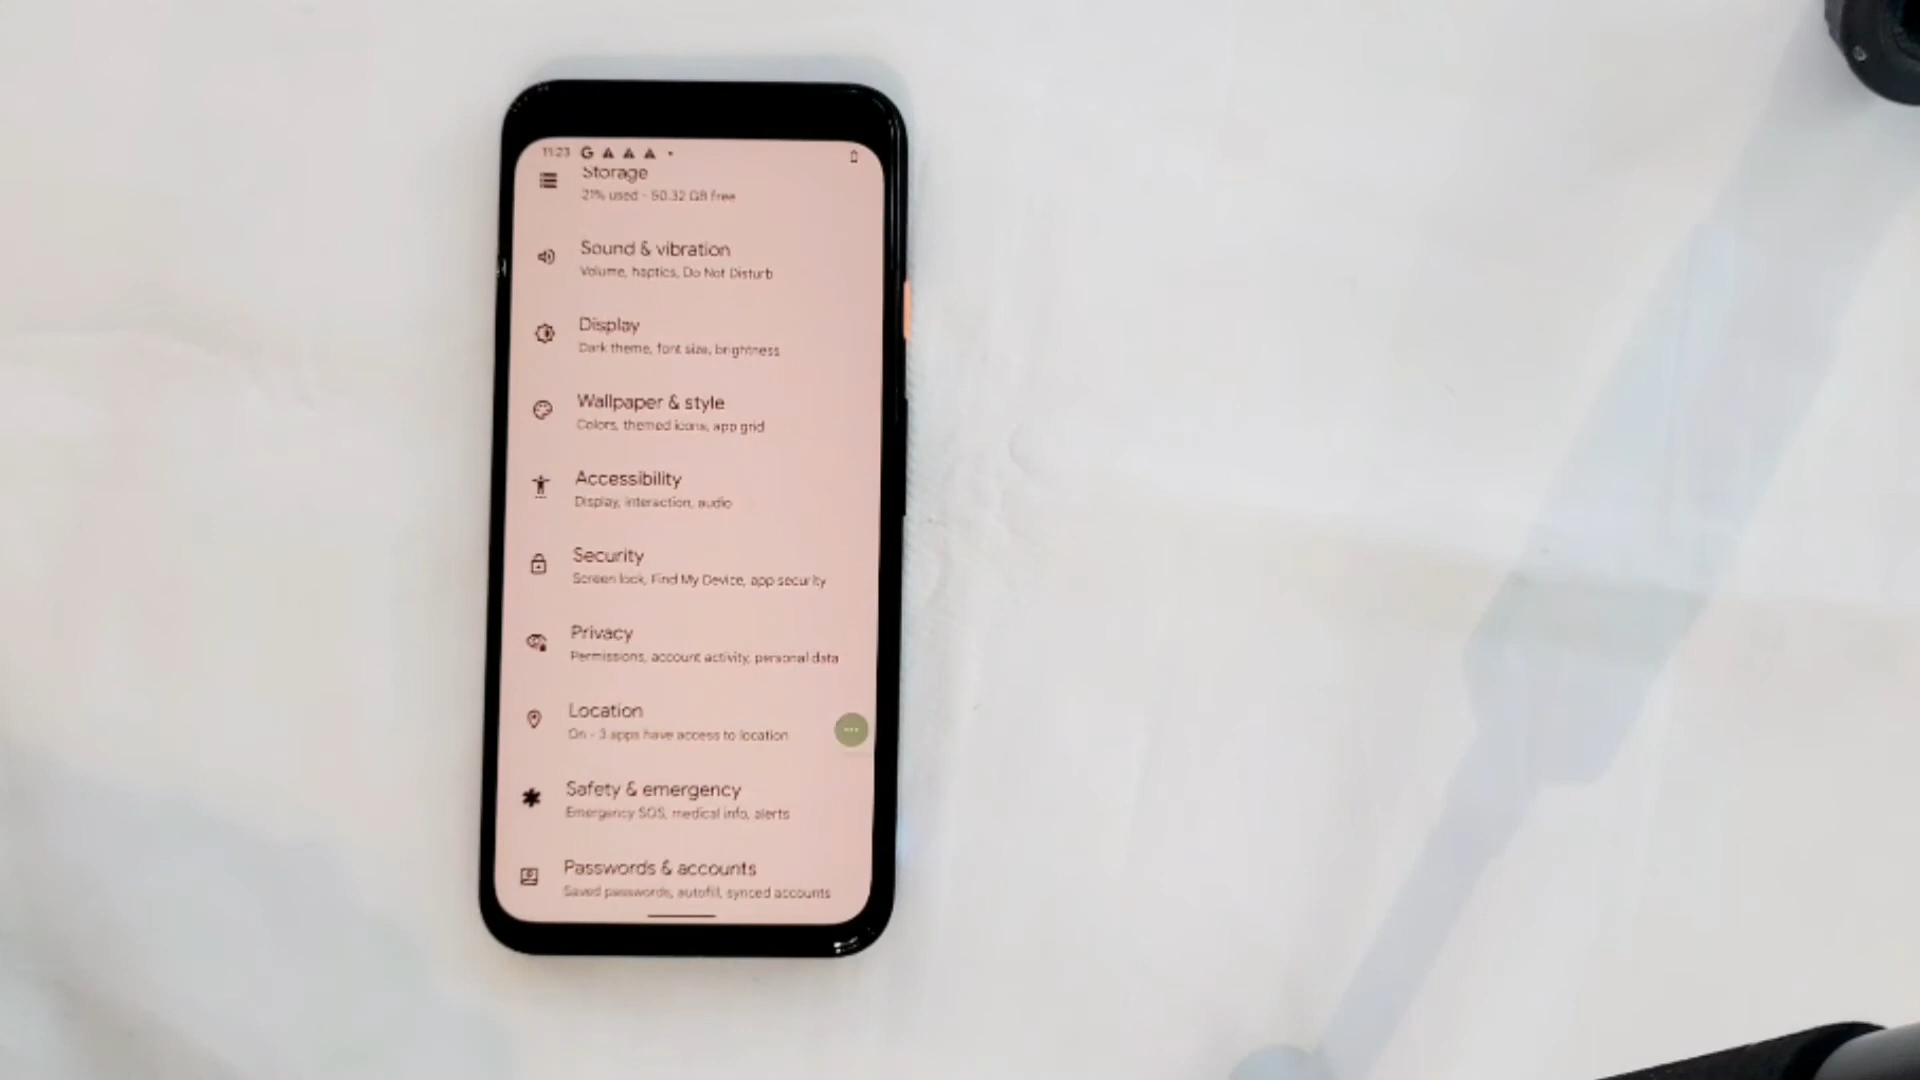 11:23 G
Storage
21% used - 50.32 GB free
Sound & vibration
Volume, haptics, Do Not Disturb
Display
Dark theme, font size, brightness
Wallpaper & style
Colors, themed icons, app grid
Accessibility
Display, interaction, audio
Security
Screen lock, Find My Device, app security
Privacy
Permissions, account activity, personal data
Location
On - 3 apps have access to location
Safety & emergency
Emergency SOS, medical info, alerts
Passwords & accounts
Saved passwords, autofill, synced accounts